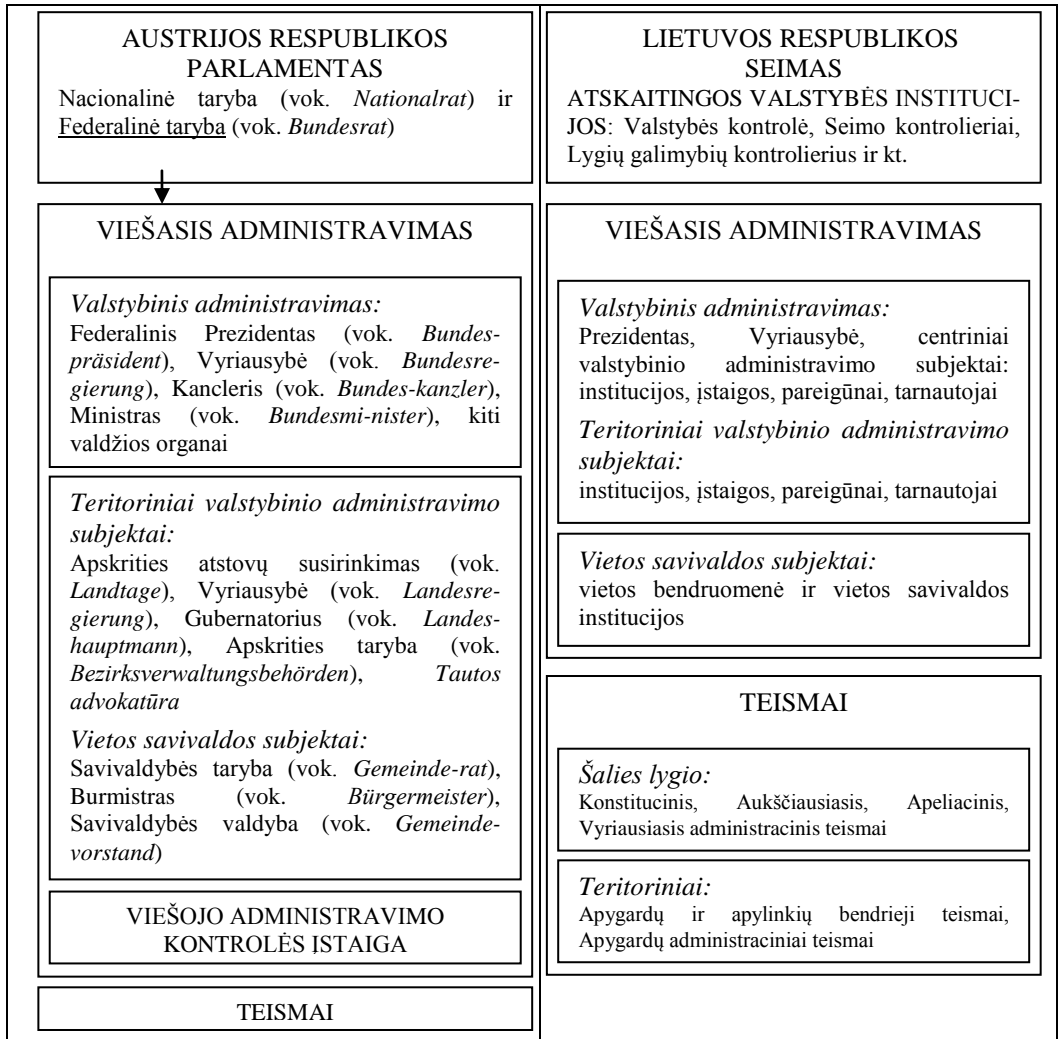 AUSTRIJOS RESPUBLIKOS
PARLAMENTAS
Nacionalinė taryba (vok. Nationalrat) ir
Federalinė taryba (vok. Bundesrat)
VIEŠASIS ADMINISTRAVIMAS
Valstybinis administravimas:
Federalinis Prezidentas (vok. Bundes-
präsident), Vyriausybė (vok. Bundesre-
gierung), Kancleris (vok. Bundes-kanzler),
Ministras (vok. Bundesmi-nister), kiti
valdžios organai
Teritoriniai valstybinio administravimo
subjektai:
Apskrities atstovų susirinkimas (vok.
Landtage), Vyriausybė (vok. Landesre-
gierung), Gubernatorius (vok. Landes-
hauptmann), Apskrities taryba (vok.
Bezirksverwaltungsbehörden), Tautos
advokatūra
Vietos savivaldos subjektai:
Savivaldybės taryba (vok. Gemeinde-rat),
Burmistras (vok. Bürgermeister),
Savivaldybės valdyba (vok. Gemeinde-
vorstand)
VIEŠOJO ADMINISTRAVIMO
KONTROLĖS ĮSTAIGA
TEISMAI
LIETUVOS RESPUBLIKOS
SEIMAS
ATSKAITINGOS VALSTYBĖS INSTITUCI-
JOS: Valstybės kontrolė, Seimo kontrolieriai,
Lygių galimybių kontrolierius ir kt.
VIEŠASIS ADMINISTRAVIMAS
Valstybinis administravimas:
Prezidentas, Vyriausybė, centriniai
valstybinio administravimo subjektai:
institucijos, įstaigos, pareigūnai, tarnautojai
Teritoriniai valstybinio administravimo
subjektai:
institucijos, įstaigos, pareigūnai, tarnautojai
Vietos savivaldos subjektai:
vietos bendruomenė ir vietos savivaldos
institucijos
TEISMAI
Šalies lygio:
Konstitucinis, Aukščiausiasis, Apeliacinis,
Vyriausiasis administracinis teismai
Teritoriniai:
Apygardų ir apylinkių bendrieji teismai,
Apygardų administraciniai teismai